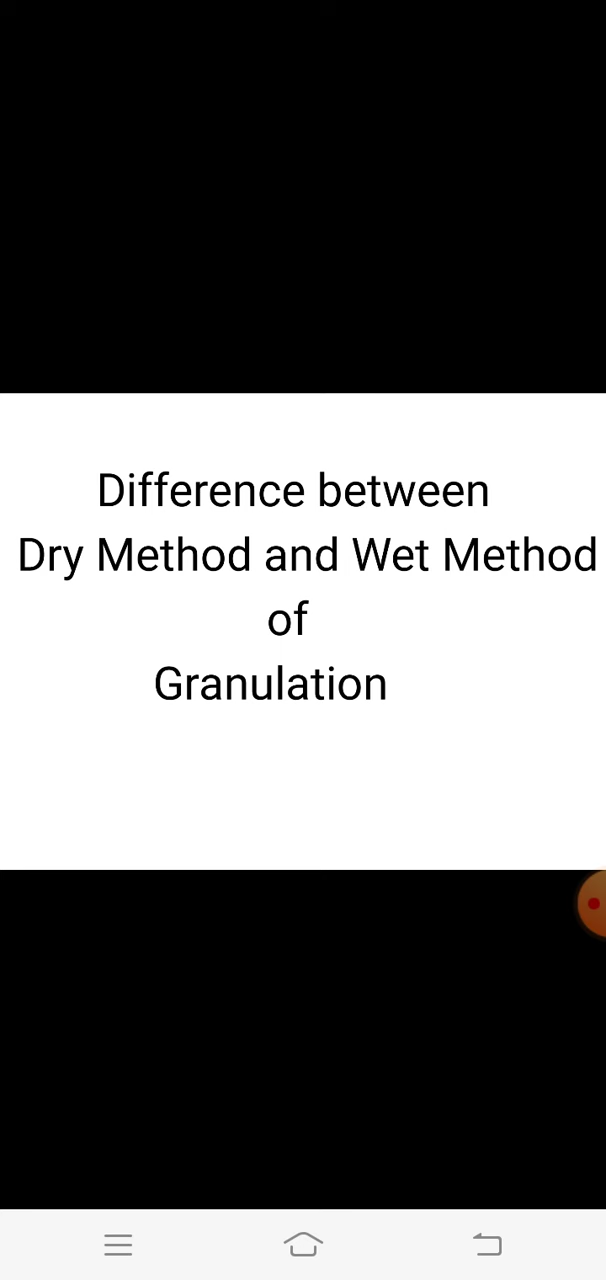 Difference between
Dry Method and Wet Method
of
Granulation